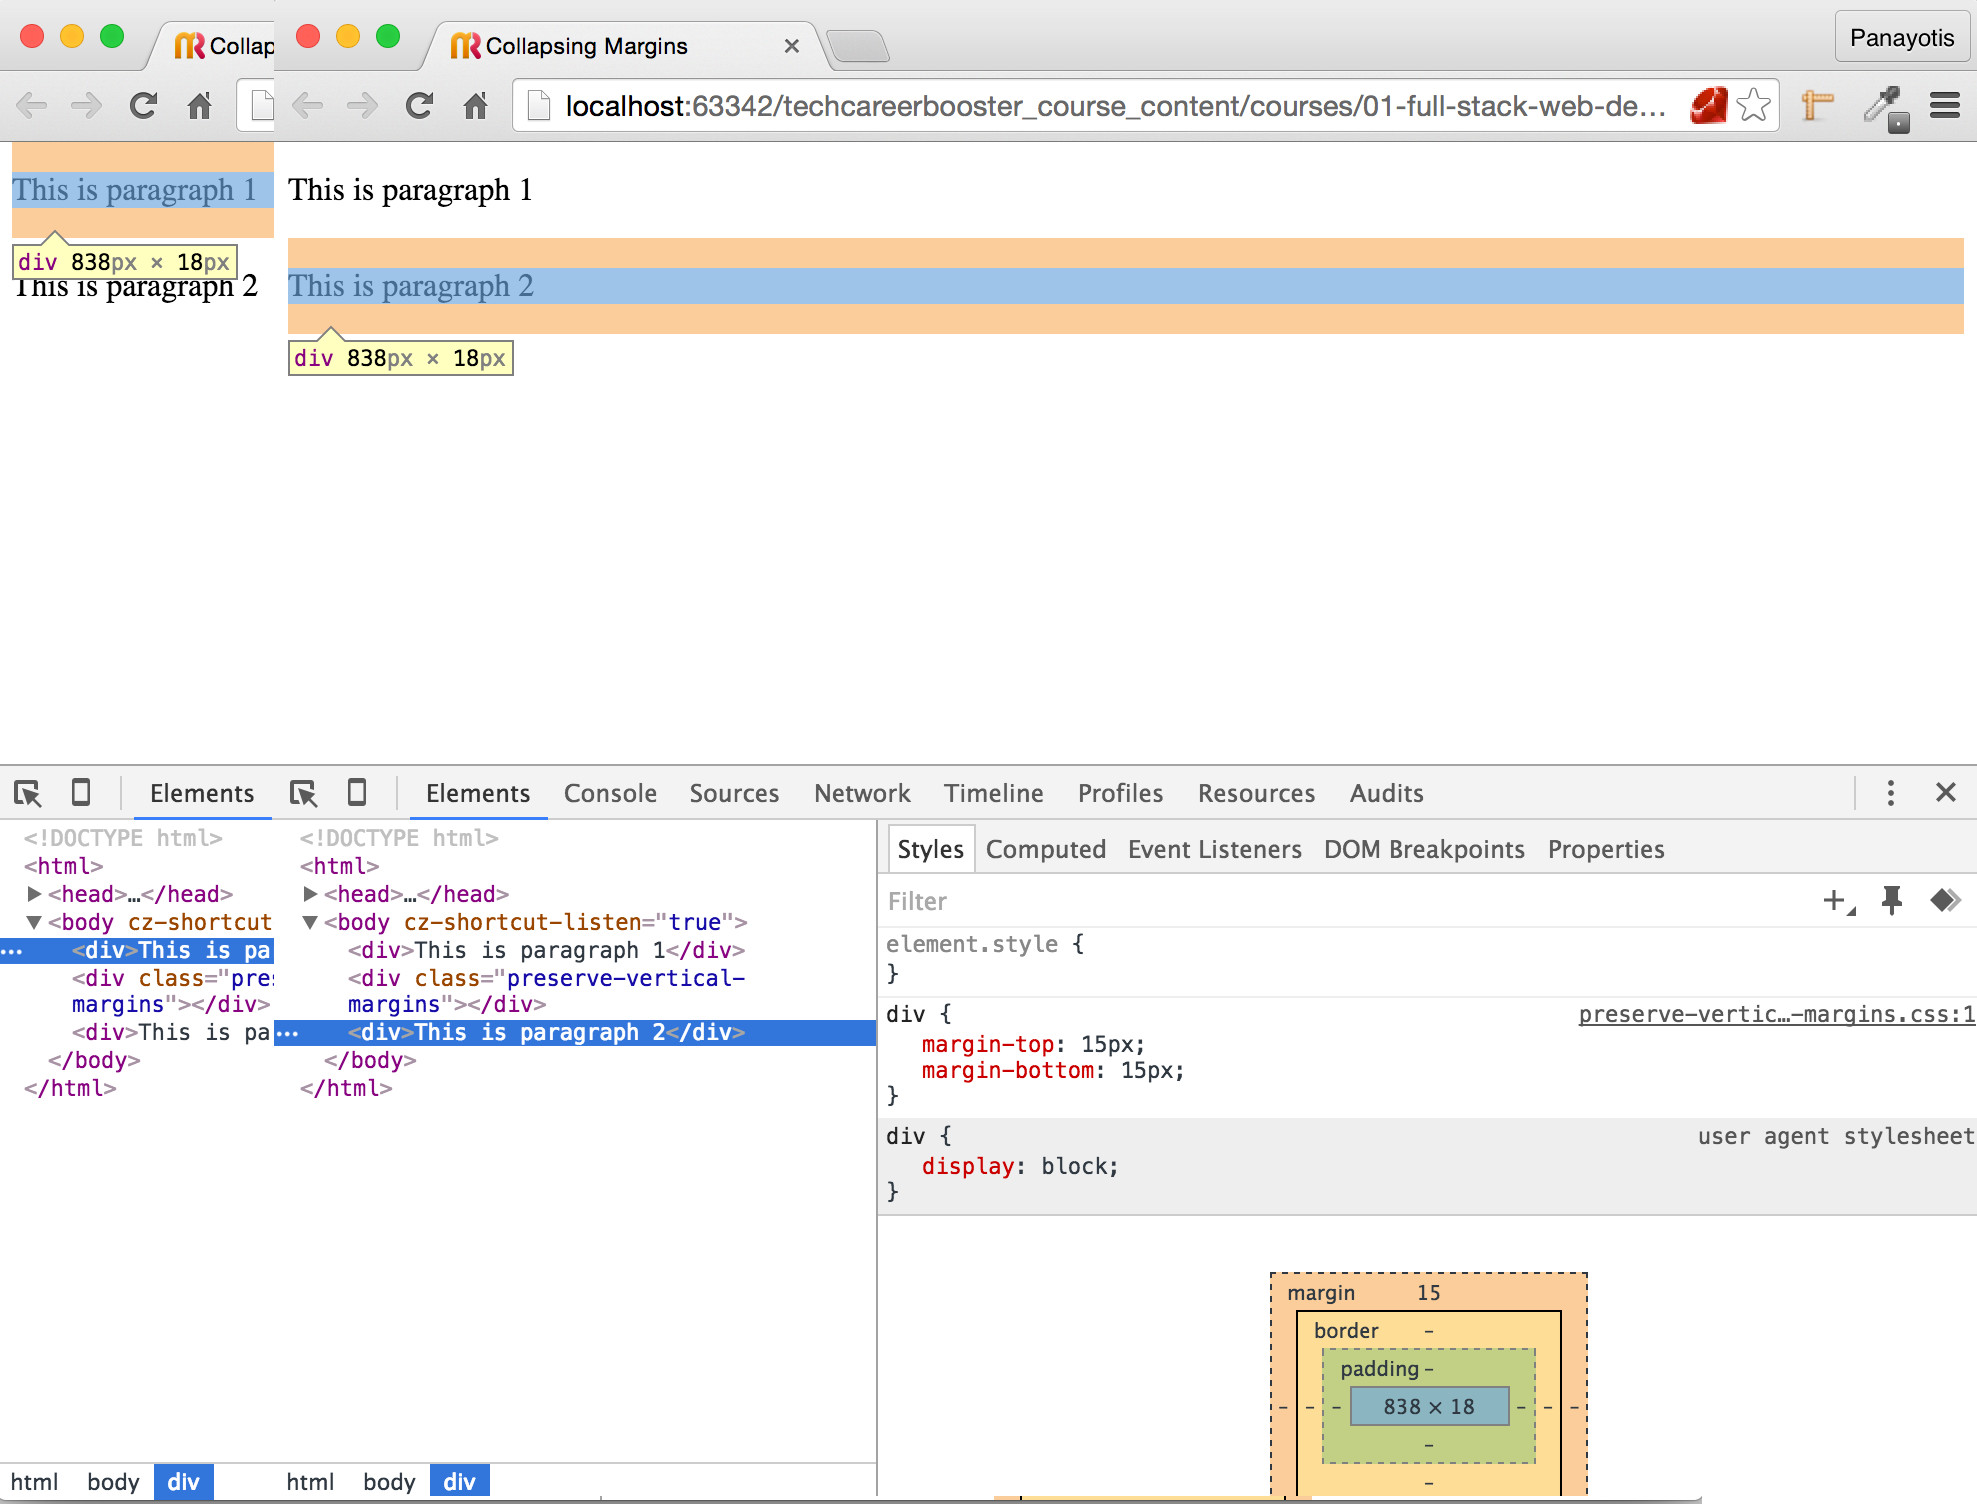 Collap
Collapsing Margins
Panayotis
localhost:63342/techcareerbooster_course_content/courses/01-full-stack-web-de...
This is paragraph 1
This is paragraph 1
div 838px × 18px
This is paragraph 2
This is paragraph 2
div 838px × 18px
Elements
Elements Console Sources Network Timeline Profiles Resources Audits
<!DOCTYPE html>
<html>
<head>…</head>
<body cz-shortcut
<div>This is pa
<div class="pres
margins"></div>
<div>This is pa
</body>
</html>
html body div
<!DOCTYPE html>
<html>
<head>…</head>
<body cz-shortcut-listen="true">
<div>This is paragraph 1</div>
<div class="preserve-vertical-
margins"></div>
<div>This is paragraph 2</div>
</body>
</html>
html body div
Styles Computed Event Listeners DOM Breakpoints Properties
Filter
element.style {
}
div {
preserve-vertic…-margins.css:1
margin-top: 15px;
margin-bottom: 15px;
}
div {
user agent stylesheet
display: block;
}
margin 15
border –
padding –
– – – 838 × 18 – – –
–
–